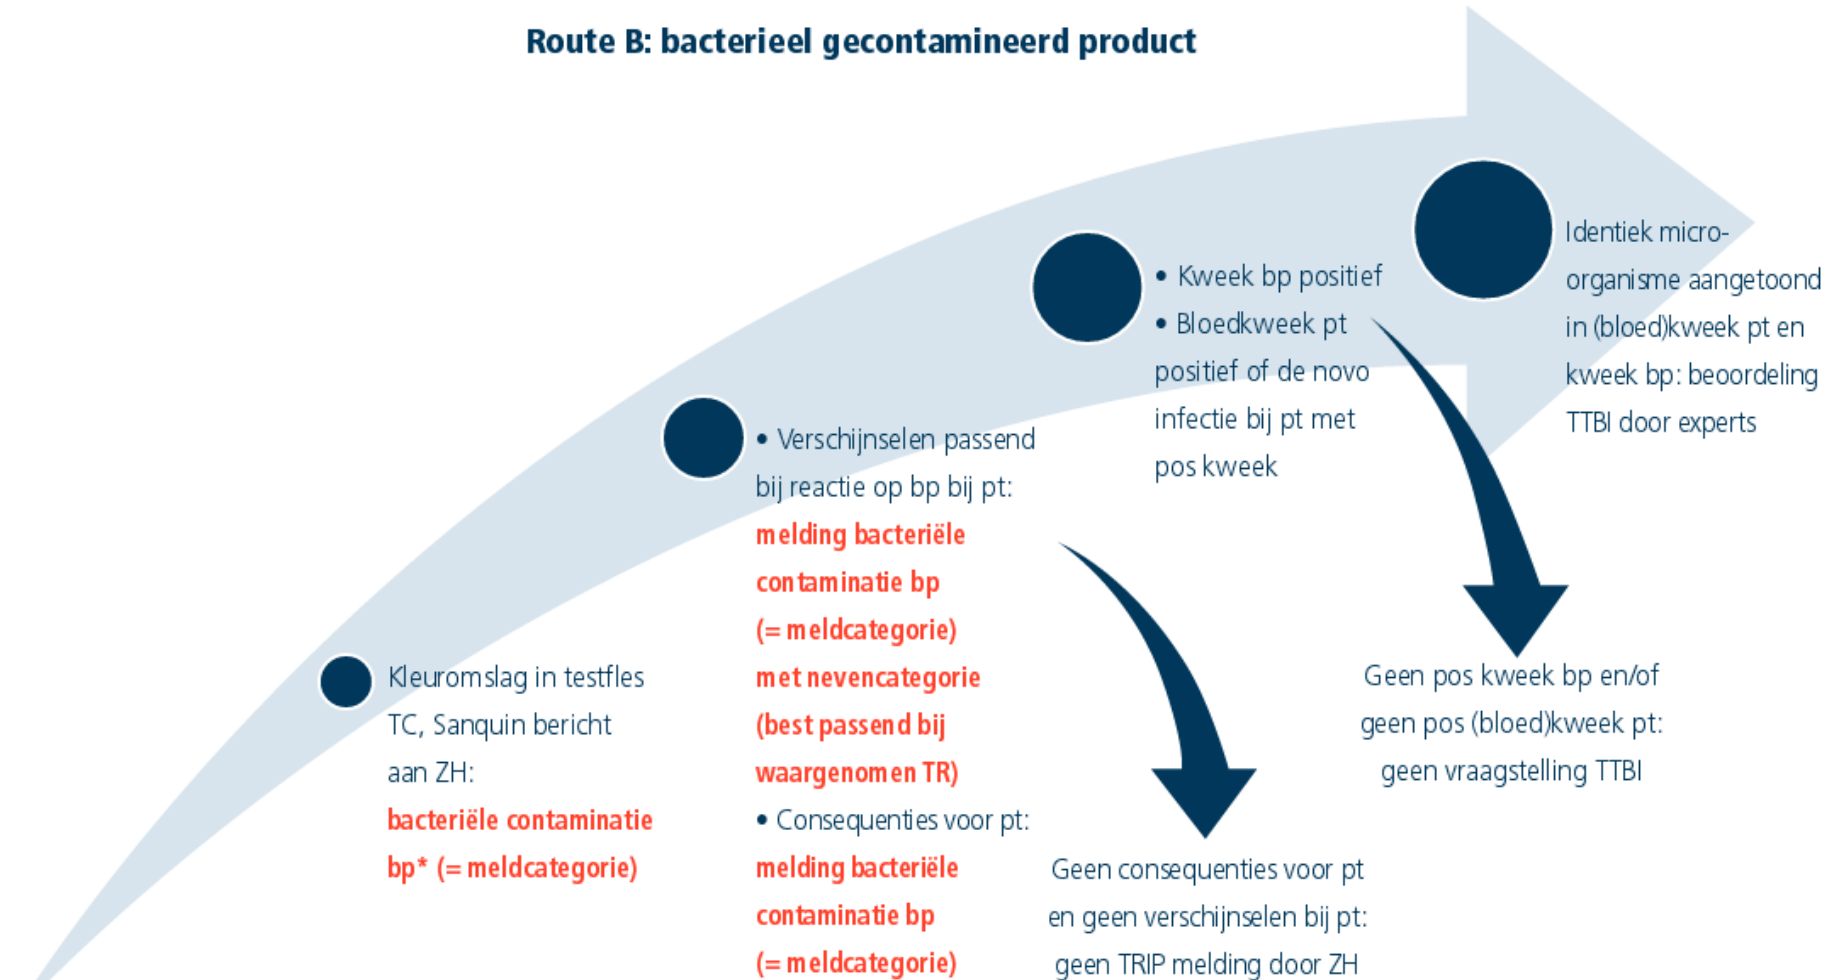 Route B: bacterieel gecontamineerd product
Kleuromslag in testfles
TC, Sanquin bericht
aan ZH:
bacteriële contaminatie
bp* (= meldcategorie)
• Verschijnselen passend
bij reactie op bp bij pt:
melding bacteriële
contaminatie bp
(= meldcategorie)
met nevencategorie
(best passend bij
waargenomen TR)
• Consequenties voor pt:
melding bacteriële
contaminatie bp
(= meldcategorie)
Geen consequenties voor pt
en geen verschijnselen bij pt:
geen TRIP melding door ZH
• Kweek bp positief
• Bloedkweek pt
positief of de novo
infectie bij pt met
pos kweek
Geen pos kweek bp en/of
geen pos (bloed)kweek pt:
geen vraagstelling TTBI
Identiek micro-
organisme aangetoond
in (bloed)kweek pt en
kweek bp: beoordeling
TTBI door experts